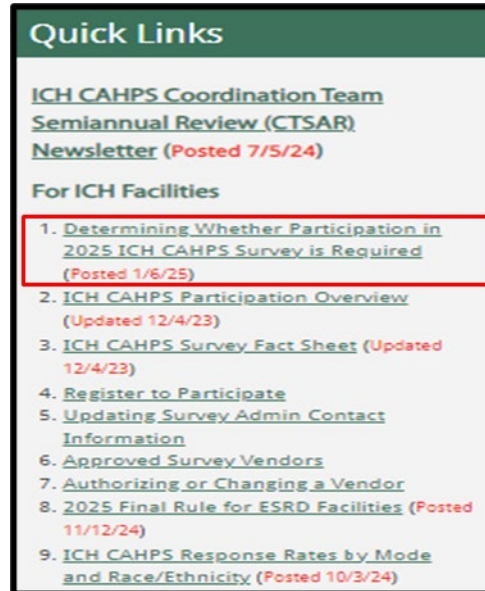 Quick Links
ICH CAHPS Coordination Team
Semiannual Review (CTSAR)
Newsletter (Posted 7/5/24)
For ICH Facilities
1. Determining Whether Participation in
2025 ICH CAHPS Survey is Required
(Posted 1/6/25)
2. ICH CAHPS Participation Overview
(Updated 12/4/23)
3. ICH CAHPS Survey Fact Sheet (Updated
12/4/23)
4. Register to Participate
5. Updating Survey Admin Contact
Information
6. Approved Survey Vendors
7. Authorizing or Changing a Vendor
8. 2025 Final Rule for ESRD Facilities (Posted
11/12/24)
9. ICH CAHPS Response Rates by Mode
and Race/Ethnicity (Posted 10/3/24)